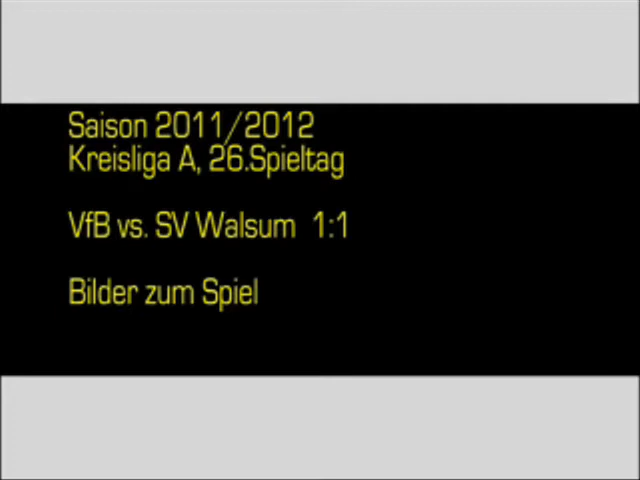 Saison 2011/2012
Kreisliga A, 26.Spieltag
VfB vs. SV Walsum 1:1
Bilder zum Spiel